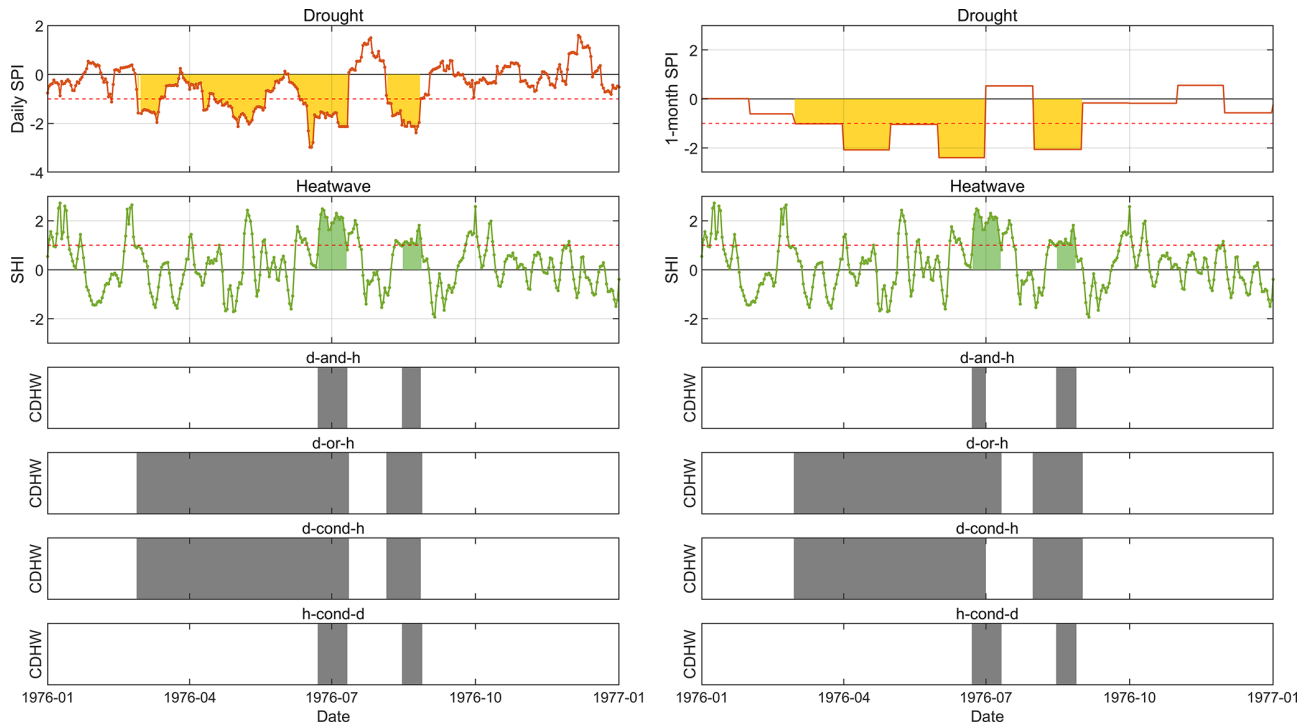 Drought
Daily SPI
2
0
-2
-4
Heatwave
SHI
2
0
-2
d-and-h
CDHW
d-or-h
CDHW
d-cond-h
CDHW
h-cond-d
CDHW
1976-01 1976-04 1976-07 1976-10 1977-01
Date
Drought
1-month SPI
2
0
-2
Heatwave
SHI
2
0
-2
d-and-h
CDHW
d-or-h
CDHW
d-cond-h
CDHW
h-cond-d
CDHW
1976-01 1976-04 1976-07 1976-10 1977-01
Date